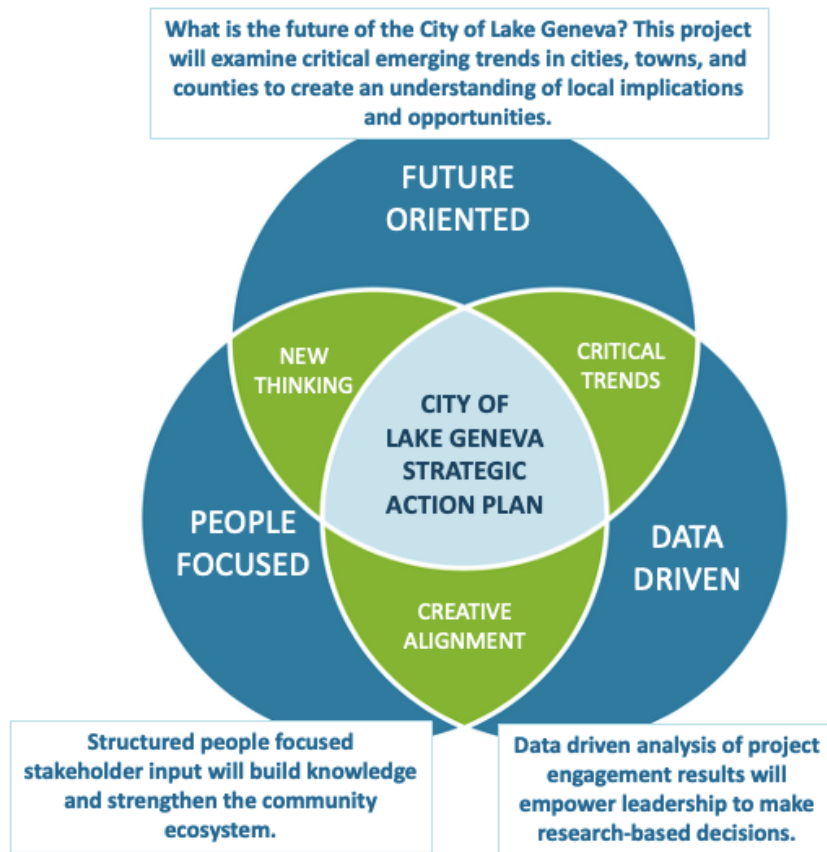 What is the future of the City of Lake Geneva? This project
will examine critical emerging trends in cities, towns, and
counties to create an understanding of local implications
and opportunities.
FUTURE
ORIENTED
NEW
THINKING
CRITICAL
TRENDS
CITY OF
LAKE GENEVA
STRATEGIC
ACTION PLAN
PEOPLE
FOCUSED
DATA
DRIVEN
CREATIVE
ALIGNMENT
Structured people focused
stakeholder input will build knowledge
and strengthen the community
ecosystem.
Data driven analysis of project
engagement results will
empower leadership to make
research-based decisions.